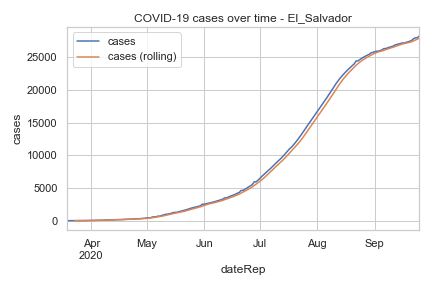 COVID-19 cases over time - El_Salvador
cases
cases (rolling)
cases
25000
20000
15000
10000
5000
0
Apr
2020
May
Jun
Jul
Aug
Sep
dateRep